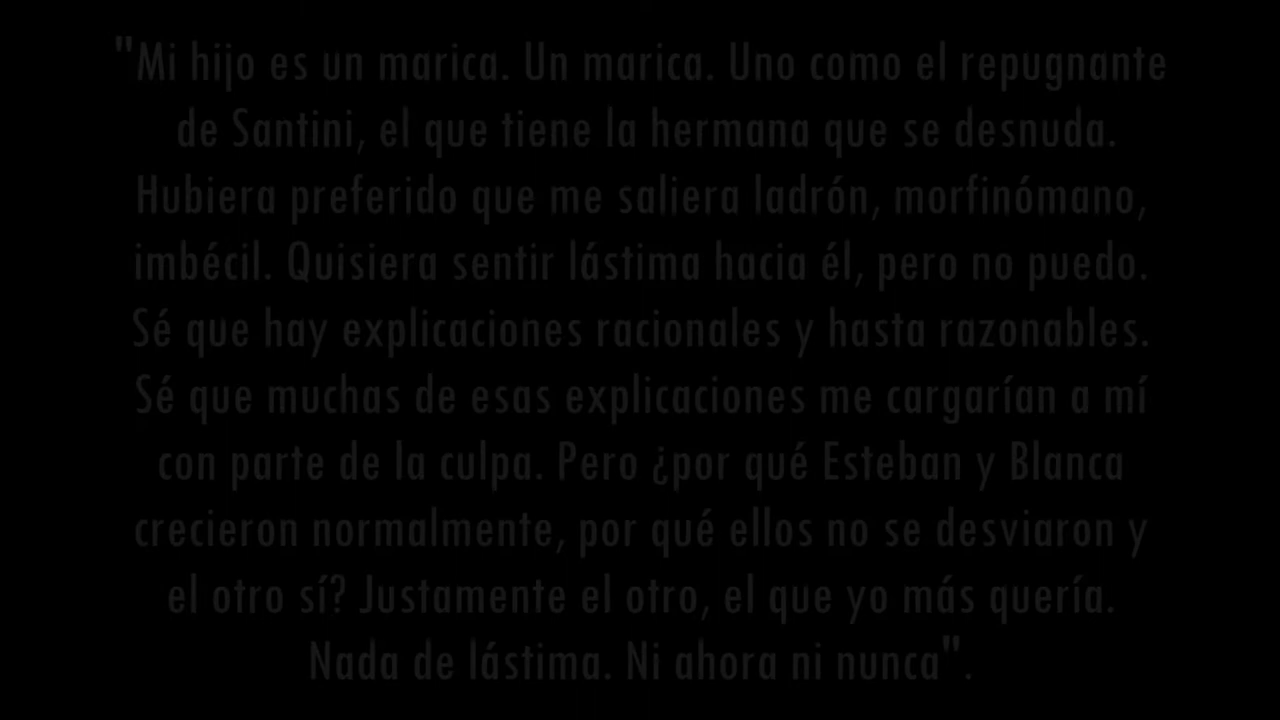 "Mi hijo es un marica. Un marica. Uno como el repugnante
de Santini, el que tiene la hermana que se desnuda.
Hubiera preferido que me saliera ladrón, morfinómano,
imbécil. Quisiera sentir lástima hacia él, pero no puedo.
Sé que hay explicaciones racionales y hasta razonables.
Sé que muchas de esas explicaciones me cargarían a mí
con parte de la culpa. Pero ¿por qué Esteban y Blanca
crecieron normalmente, por qué ellos no se desviaron y
el otro sí? Justamente el otro, el que yo más quería.
Nada de lástima. Ni ahora ni nunca".